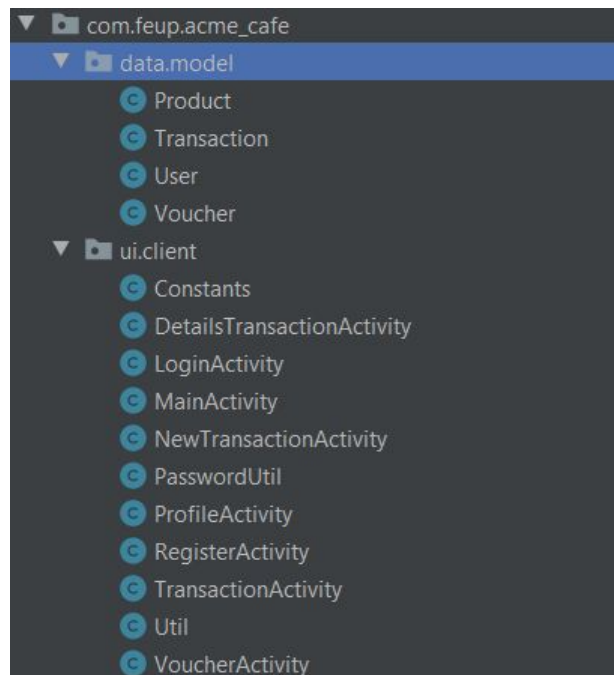 com.feup.acme_cafe
data.model
C Product
C Transaction
C User
C Voucher
ui.client
C Constants
C DetailsTransactionActivity
C LoginActivity
C MainActivity
C NewTransactionActivity
C PasswordUtil
C ProfileActivity
C RegisterActivity
C TransactionActivity
C Util
C VoucherActivity